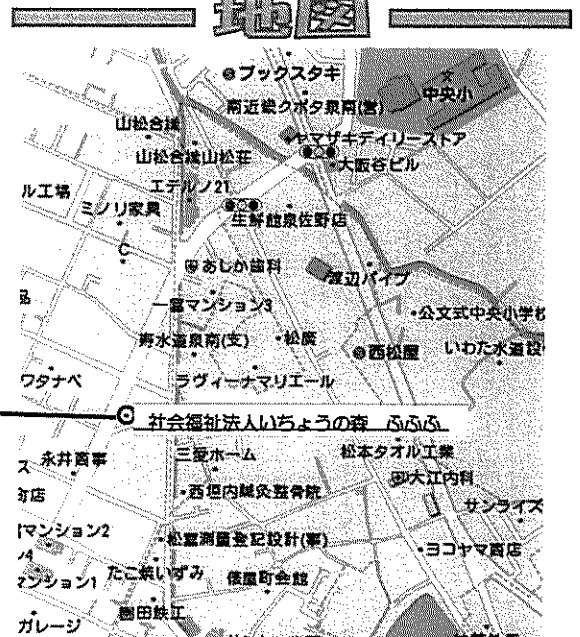 地図
ブックスタキ
南近畿クボタ泉南(営)
中央小
山松合撚
ヤマザキデイリーストア
山松合撚山松荘
大阪谷ビル
エデルノ21
ル工場
ミノリ家具
生鮮館泉佐野店
C
あしか歯科
渡辺パイプ
一富マンション3
公文式中央小学校
寿水道泉南(支)
松廣
西松屋
いわた水道設
ワタナベ
ラヴィーナマリエール
社会福祉法人いちょうの森 ふふふ
ス
永井商事
三愛ホーム
松本タオル工業
大江内科
町店
西垣内鍼灸整骨院
サンライズ
マンション2
松葉測量登記設計(事)
ヨコヤマ商店
マンション1
たこ焼いずみ
俵屋町会館
樹田鉄工
ガレージ